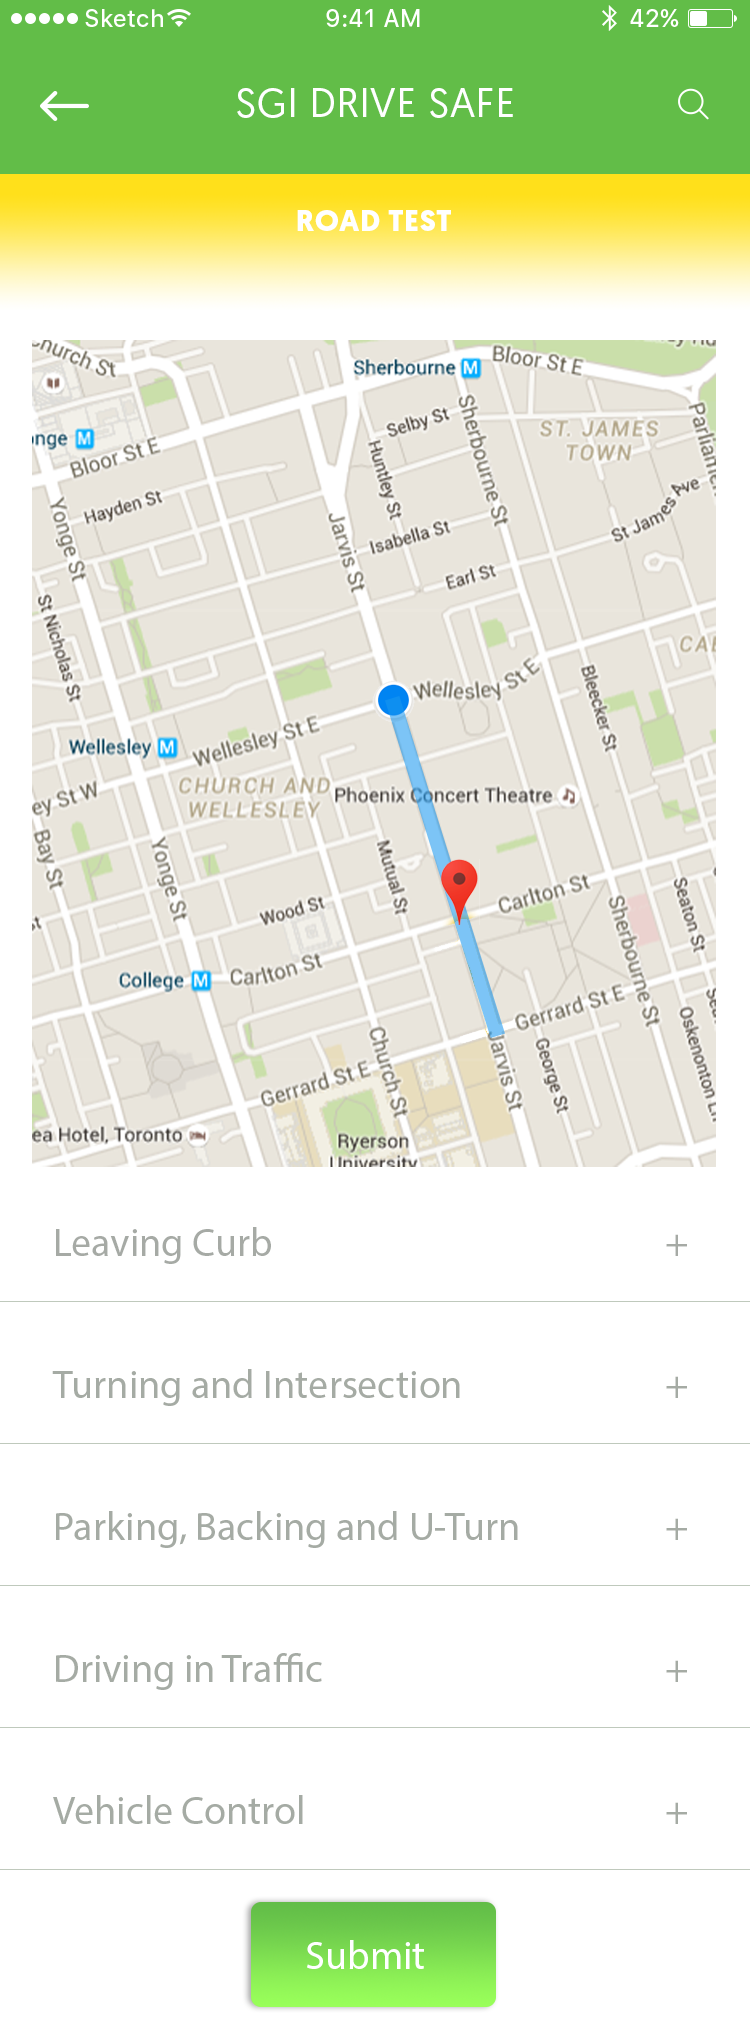 Sketch 9:41 AM 42%
SGI DRIVE SAFE
ROAD TEST
Church St
Sherbourne M
Bloor St E
Selby St
Sherbourne St
ST. JAMES
TOWN
onge M
Bloor St E
Huntley St
Hayden St
Yonge St
Jarvis St
Isabella St
St James Ave
Earl St
St Nicholas St
Wellesley St E
Bleecker St
Wellesley M
Wellesley St E
CHURCH AND
WELLESLEY
Phoenix Concert Theatre
ey St W
Bay St
Yonge St
Mutual St
Carlton St
Wood St
Sherbourne St
Seaton St
College M
Carlton St
Gerrard St E
Jarvis St
George St
Oskenonton Ln
Church St
Gerrard St E
ea Hotel, Toronto
Ryerson
University
Leaving Curb +
Turning and Intersection +
Parking, Backing and U-Turn +
Driving in Traffic +
Vehicle Control +
Submit